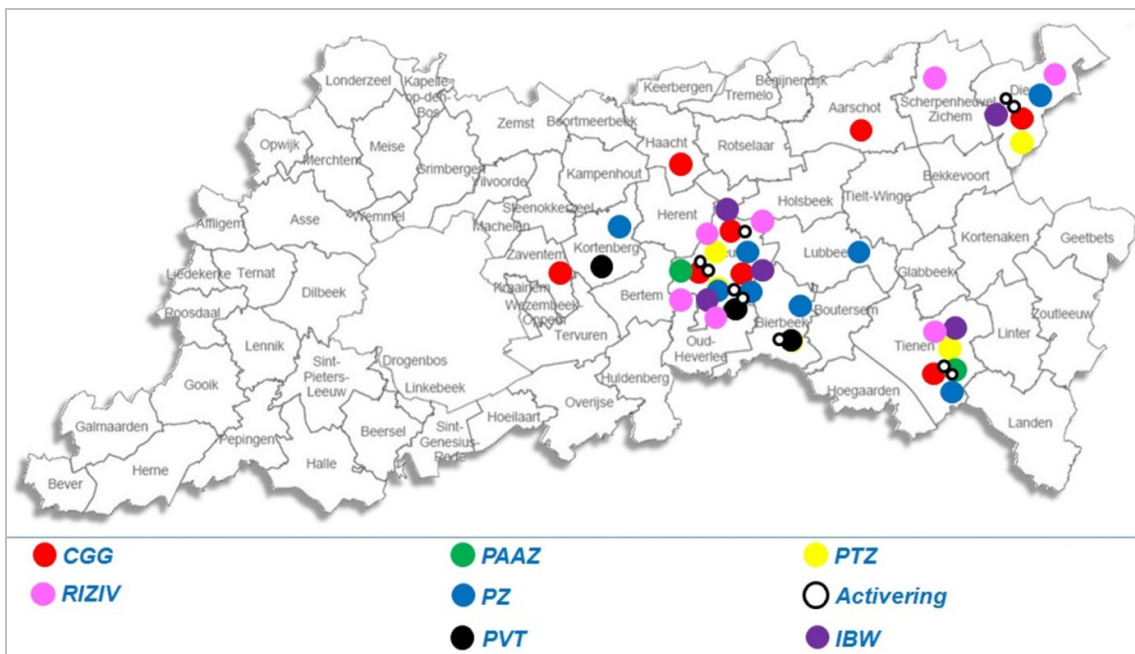 Londerzeel
Kapelle-
op-den-
Bos
Keerbergen
Tremelo
Begijnendijk
Aarschot
Scherpenheuvel
Zichem
Die
Opwijk
Merchtem
Meise
Zemst
Boortmeerbeek
Haacht
Rotselaar
Grimbergen
Vilvoorde
Kampenhout
Bekkevoort
Affligem
Asse
Wemmel
Machelen
Steenokkerzeel
Herent
Holsbeek
Tielt-Winge
Kortenaken
Geetbets
Liedekerke
Ternat
Dilbeek
Zaventem
Kortenberg
Lubbee
Glabbeek
Roosdaal
Kraainem
Wezembeek-
Oppem
Bertem
Bierbeek
Boutersem
Zoutleeuw
Lennik
Tervuren
Oud-
Heverlee
Tienen
Linter
Gooik
Sint-
Pieters-
Leeuw
Drogenbos
Linkebeek
Huldenberg
Hoegaarden
Galmaarden
Pepingen
Beersel
Sint-
Genesius-
Rode
Hoeilaart
Overijse
Landen
Bever
Herne
Halle
CGG
PAAZ
PTZ
RIZIV
PZ
Activering
PVT
IBW